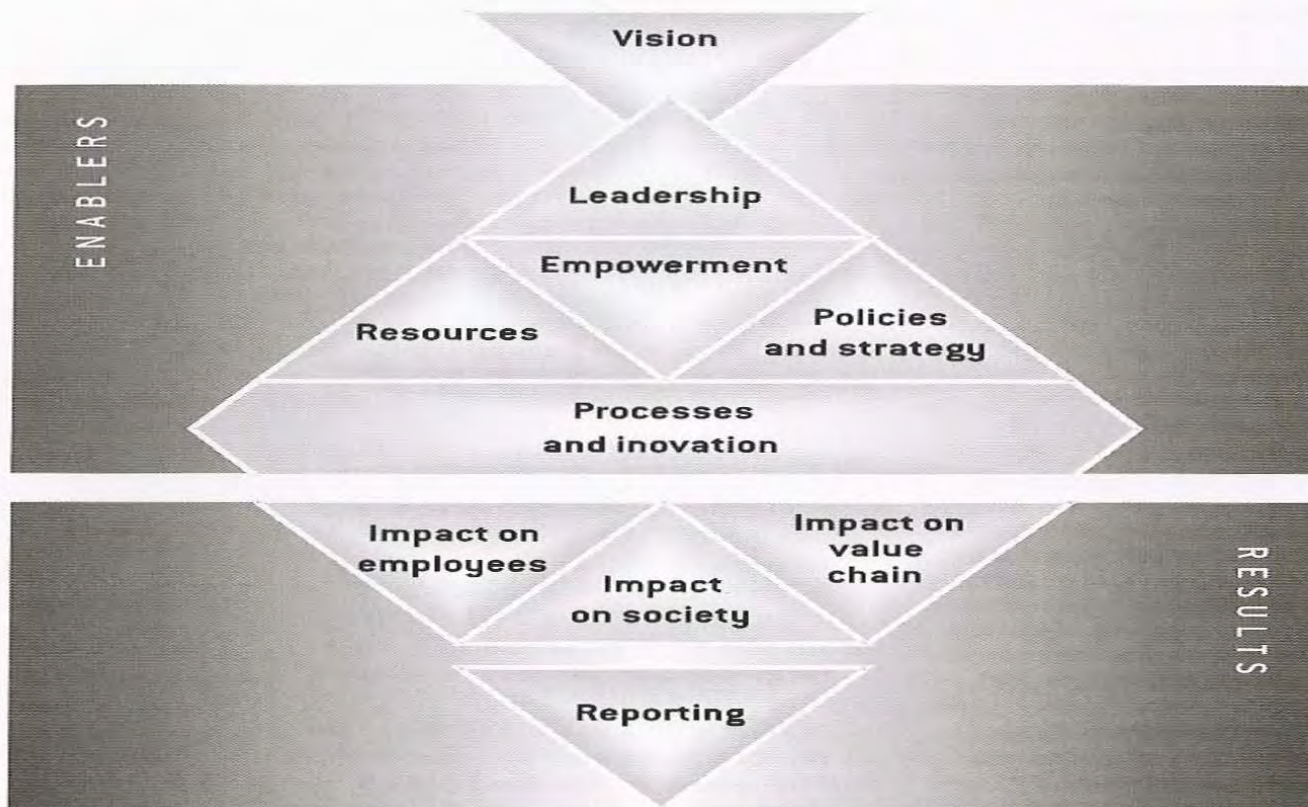 Vision
ENABLERS
Leadership
Empowerment
Resources
Policies
and strategy
Processes
and inovation
Impact on
employees
Impact
on society
Impact on
value
chain
RESULTS
Reporting